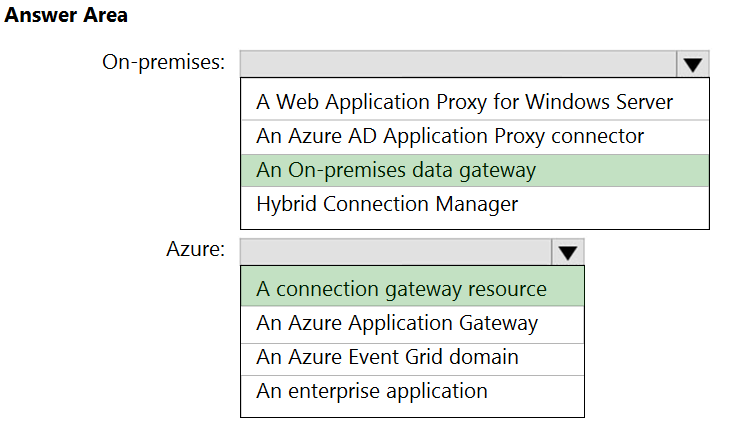 Answer Area
On-premises:
A Web Application Proxy for Windows Server
An Azure AD Application Proxy connector
An On-premises data gateway
Hybrid Connection Manager
Azure:
A connection gateway resource
An Azure Application Gateway
An Azure Event Grid domain
An enterprise application